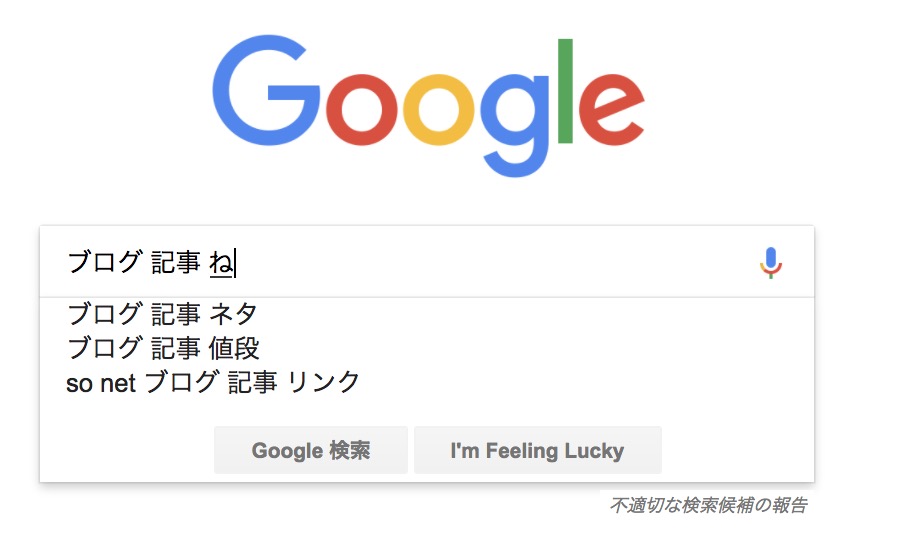 Google
ブログ 記事 ね
ブログ 記事 ネタ
ブログ 記事 値段
so net ブログ 記事 リンク
Google 検索 I'm Feeling Lucky
不適切な検索候補の報告